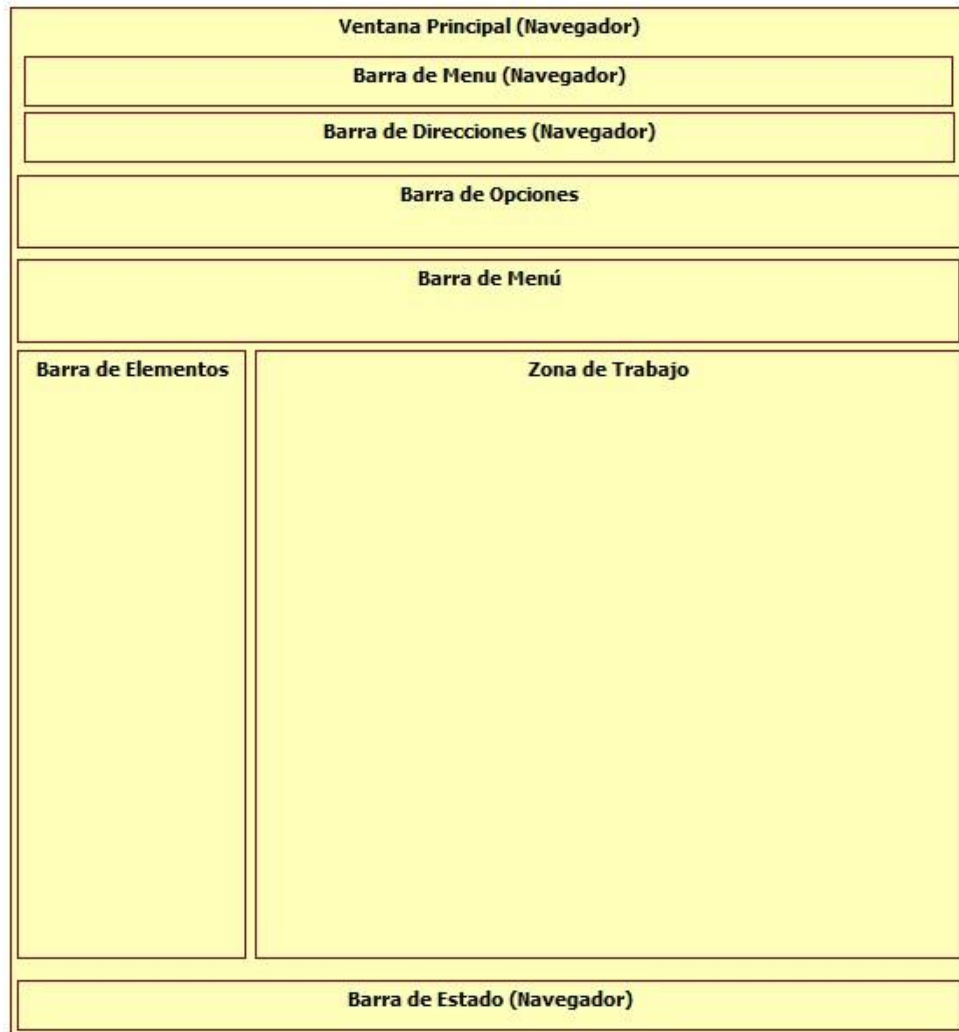 Ventana Principal (Navegador)
Barra de Menu (Navegador)
Barra de Direcciones (Navegador)
Barra de Opciones
Barra de Menú
Barra de Elementos
Zona de Trabajo
Barra de Estado (Navegador)